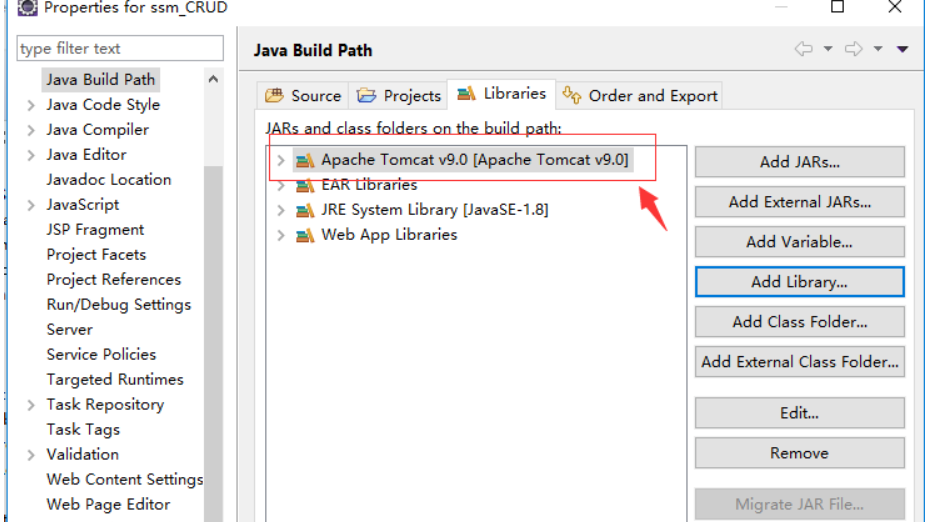 Properties for ssm_CRUD
type filter text
Java Build Path
Java Code Style
Java Compiler
Java Editor
Javadoc Location
JavaScript
JSP Fragment
Project Facets
Project References
Run/Debug Settings
Server
Service Policies
Targeted Runtimes
Task Repository
Task Tags
Validation
Web Content Settings
Web Page Editor
Java Build Path
Source
Projects
Libraries
Order and Export
JARs and class folders on the build path:
Apache Tomcat v9.0 [Apache Tomcat v9.0]
EAR Libraries
JRE System Library [JavaSE-1.8]
Web App Libraries
Add JARs...
Add External JARs...
Add Variable...
Add Library...
Add Class Folder...
Add External Class Folder...
Edit...
Remove
Migrate JAR File...